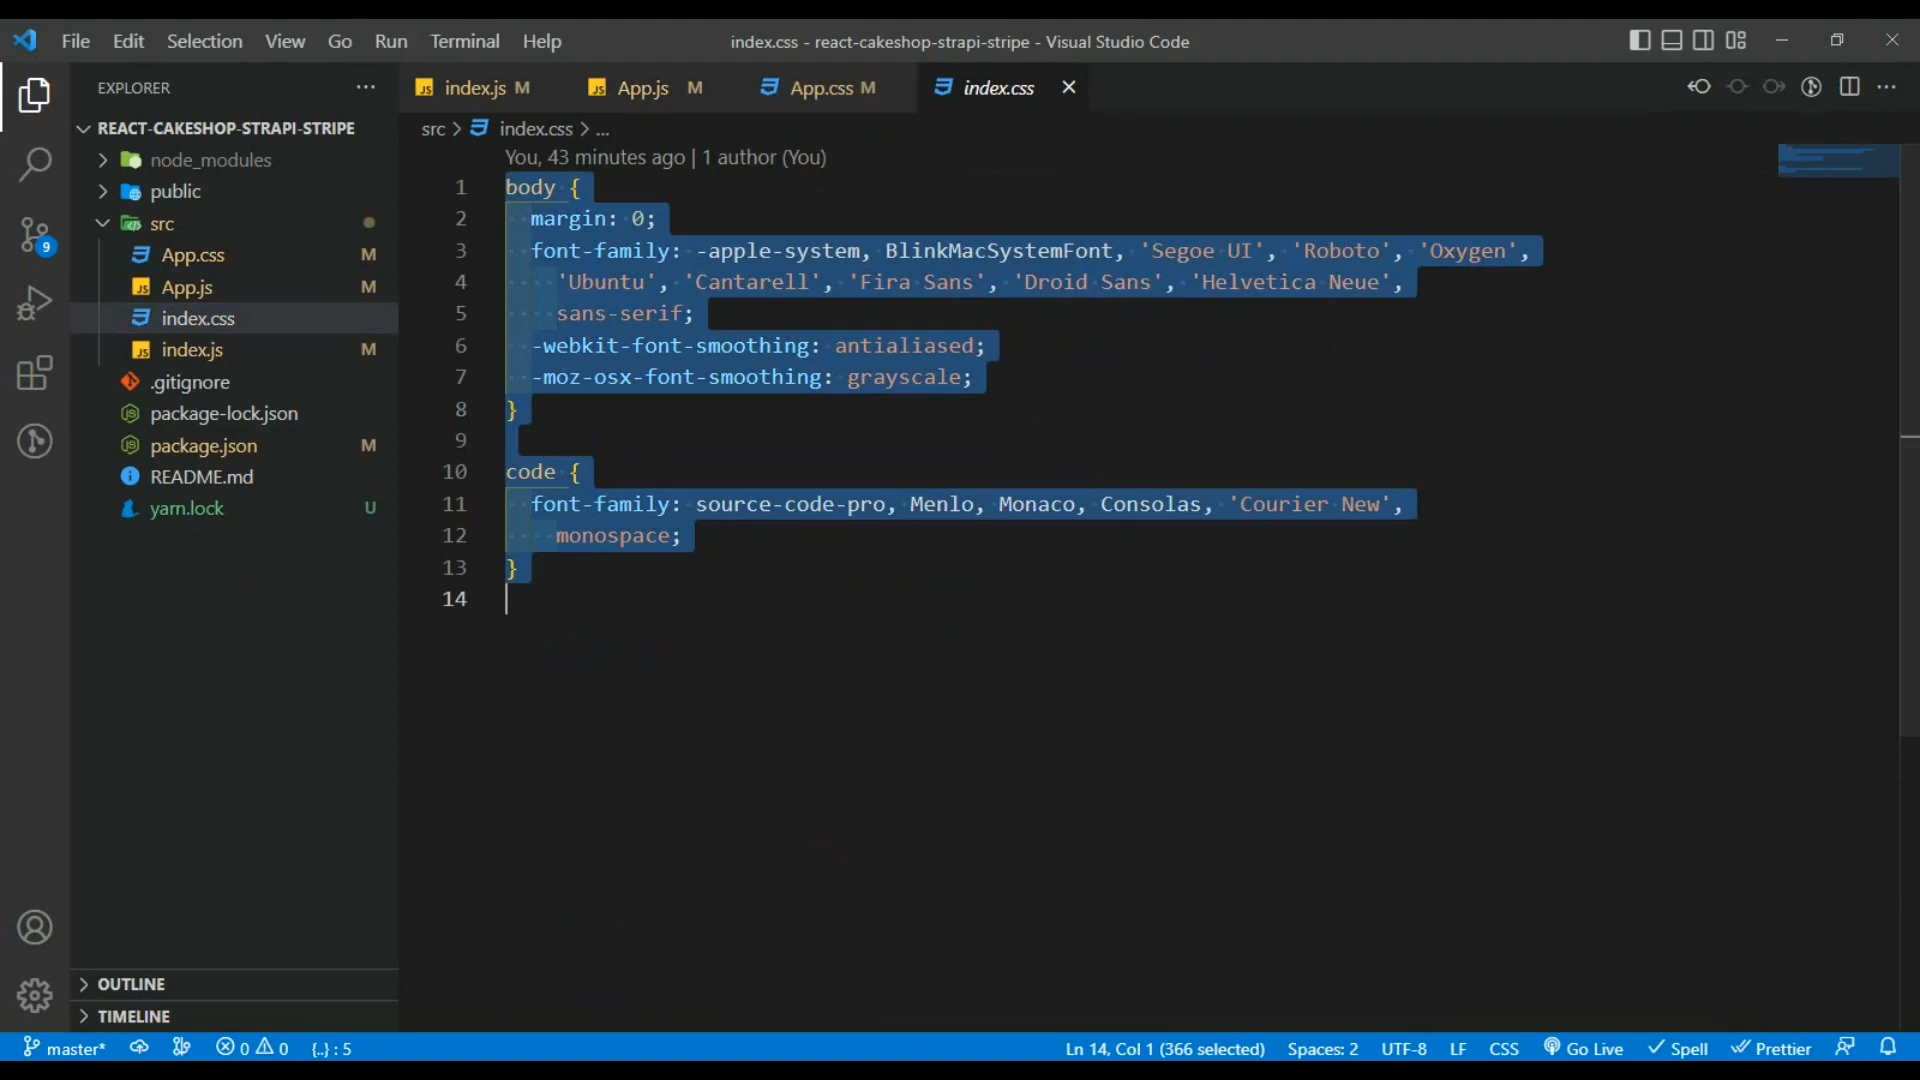 File Edit Selection View Go Run Terminal Help
index.css - react-cakeshop-strapi-stripe - Visual Studio Code
EXPLORER
REACT-CAKESHOP-STRAPI-STRIPE
node_modules
public
src
App.css M
App.js M
index.css
index.js M
.gitignore
package-lock.json
package.json M
README.md
yarn.lock U
OUTLINE
TIMELINE
9
index.js M App.js M App.css M index.css
src > index.css > ...
You, 43 minutes ago | 1 author (You)
1 body {
2 margin: 0;
3 font-family: -apple-system, BlinkMacSystemFont, 'Segoe UI', 'Roboto', 'Oxygen',
4 'Ubuntu', 'Cantarell', 'Fira Sans', 'Droid Sans', 'Helvetica Neue',
5 sans-serif;
6 -webkit-font-smoothing: antialiased;
7 -moz-osx-font-smoothing: grayscale;
8 }
9
10 code {
11 font-family: source-code-pro, Menlo, Monaco, Consolas, 'Courier New',
12 monospace;
13 }
14
master* 0 0 {..} : 5 Ln 14, Col 1 (366 selected) Spaces: 2 UTF-8 LF CSS Go Live Spell Prettier